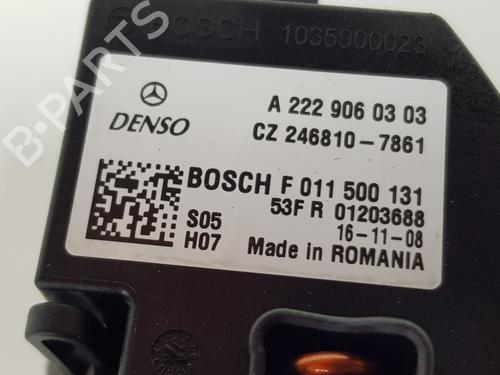 BOSCH 1035900023
A 222 906 03 03
DENSO
CZ 246810-7861
BOSCH F 011 500 131
53F R 01203688
S05
16-11-08
H07
Made in ROMANIA
B-PARTS